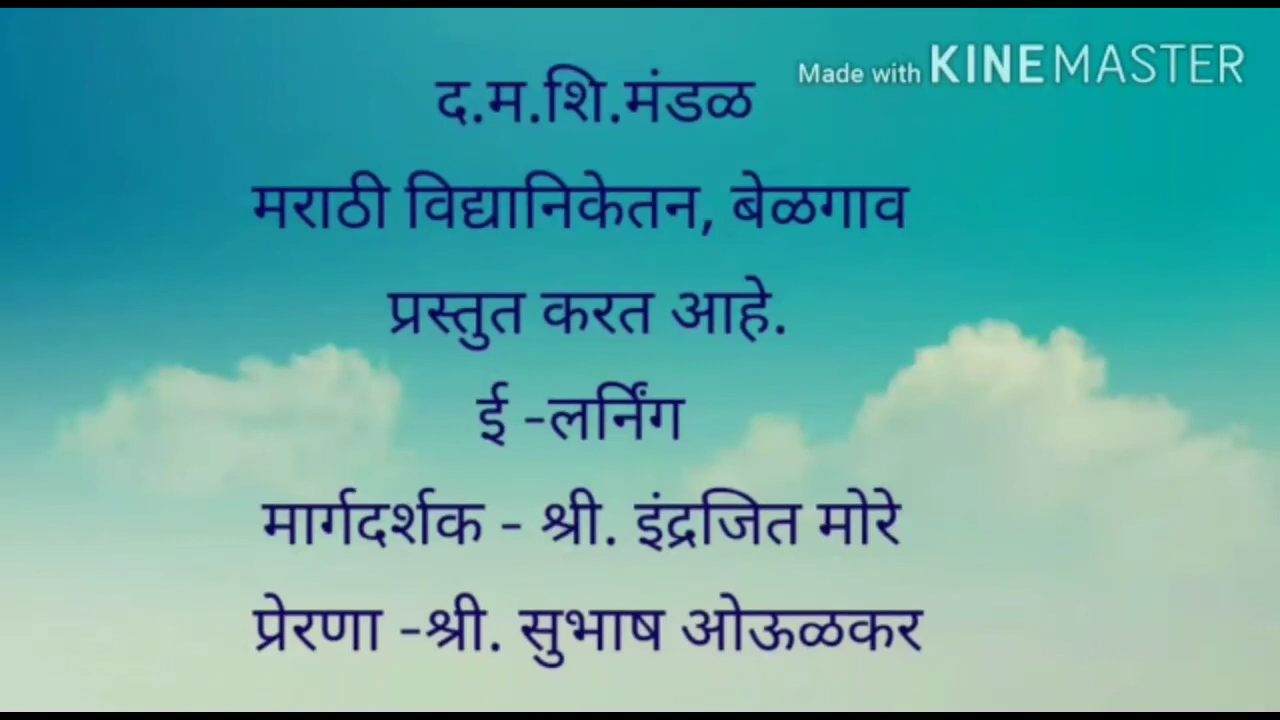 Made with KINEMASTER
द.म.शि.मंडळ
मराठी विद्यानिकेतन, बेळगाव
प्रस्तुत करत आहे.
ई -लर्निंग
मार्गदर्शक - श्री. इंद्रजित मोरे
प्रेरणा -श्री. सुभाष ओऊळकर